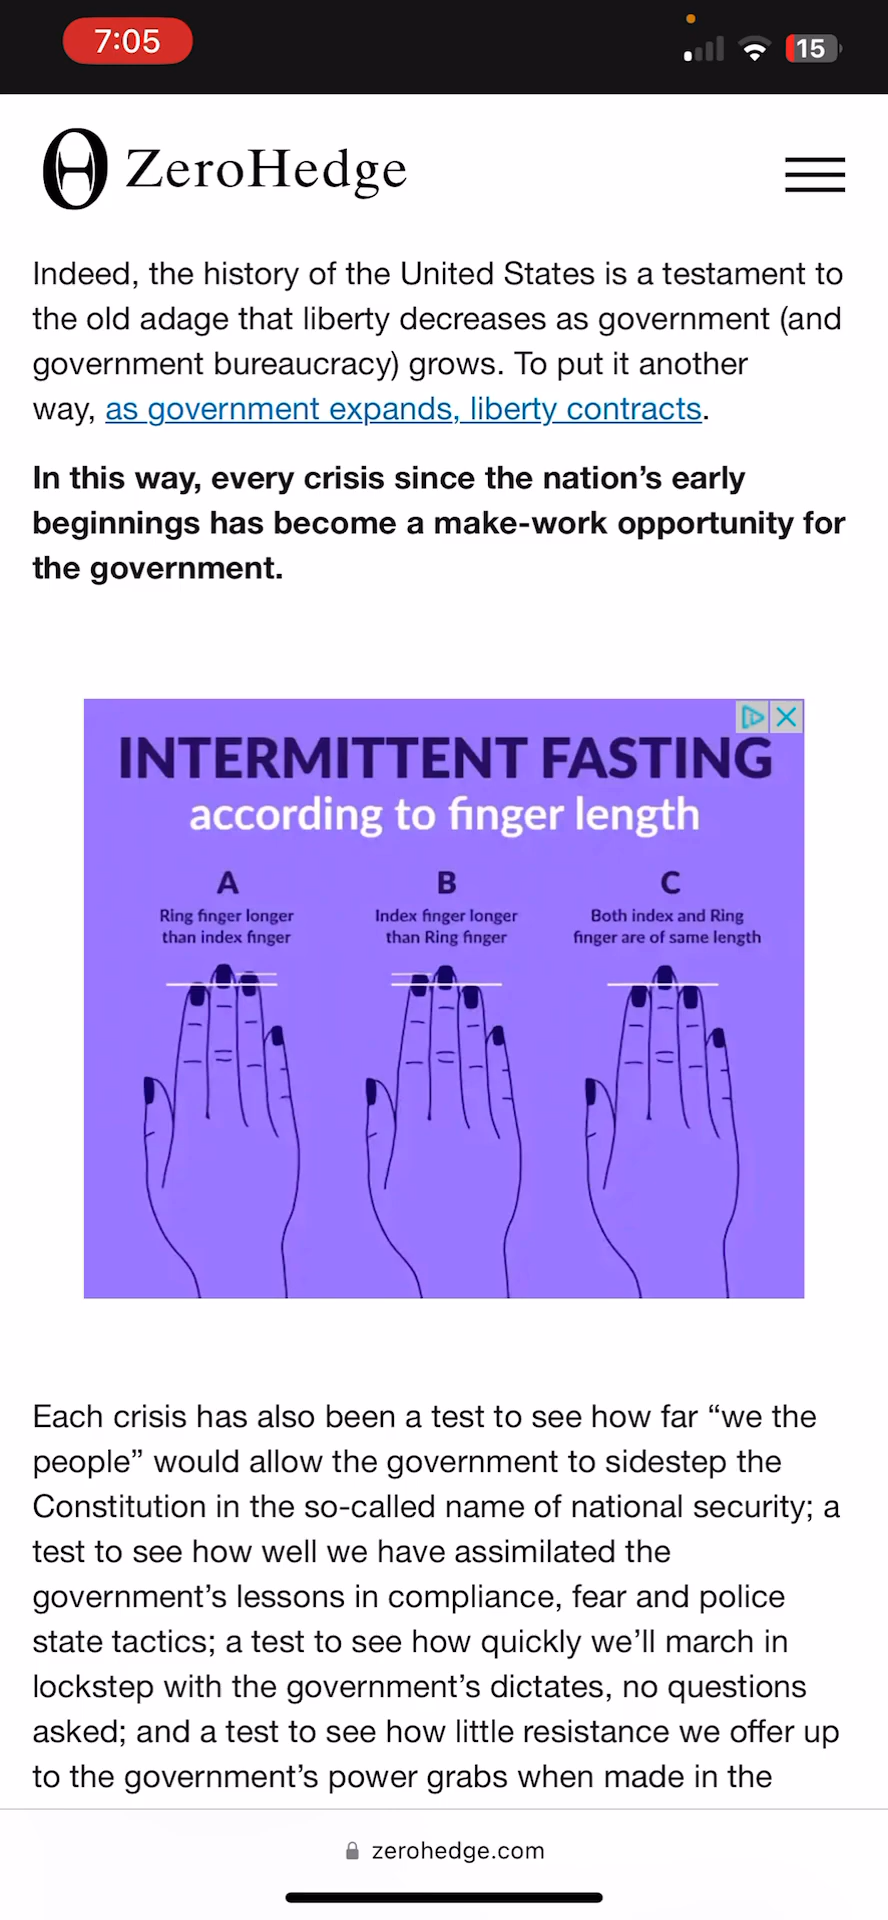 7:05
15
ZeroHedge
Indeed, the history of the United States is a testament to
the old adage that liberty decreases as government (and
government bureaucracy) grows. To put it another
way, as government expands, liberty contracts.
In this way, every crisis since the nation’s early
beginnings has become a make-work opportunity for
the government.
INTERMITTENT FASTING
according to finger length
A
Ring finger longer
than index finger
B
Index finger longer
than Ring finger
C
Both index and Ring
finger are of same length
Each crisis has also been a test to see how far “we the
people” would allow the government to sidestep the
Constitution in the so-called name of national security; a
test to see how well we have assimilated the
government’s lessons in compliance, fear and police
state tactics; a test to see how quickly we’ll march in
lockstep with the government’s dictates, no questions
asked; and a test to see how little resistance we offer up
to the government’s power grabs when made in the
zerohedge.com